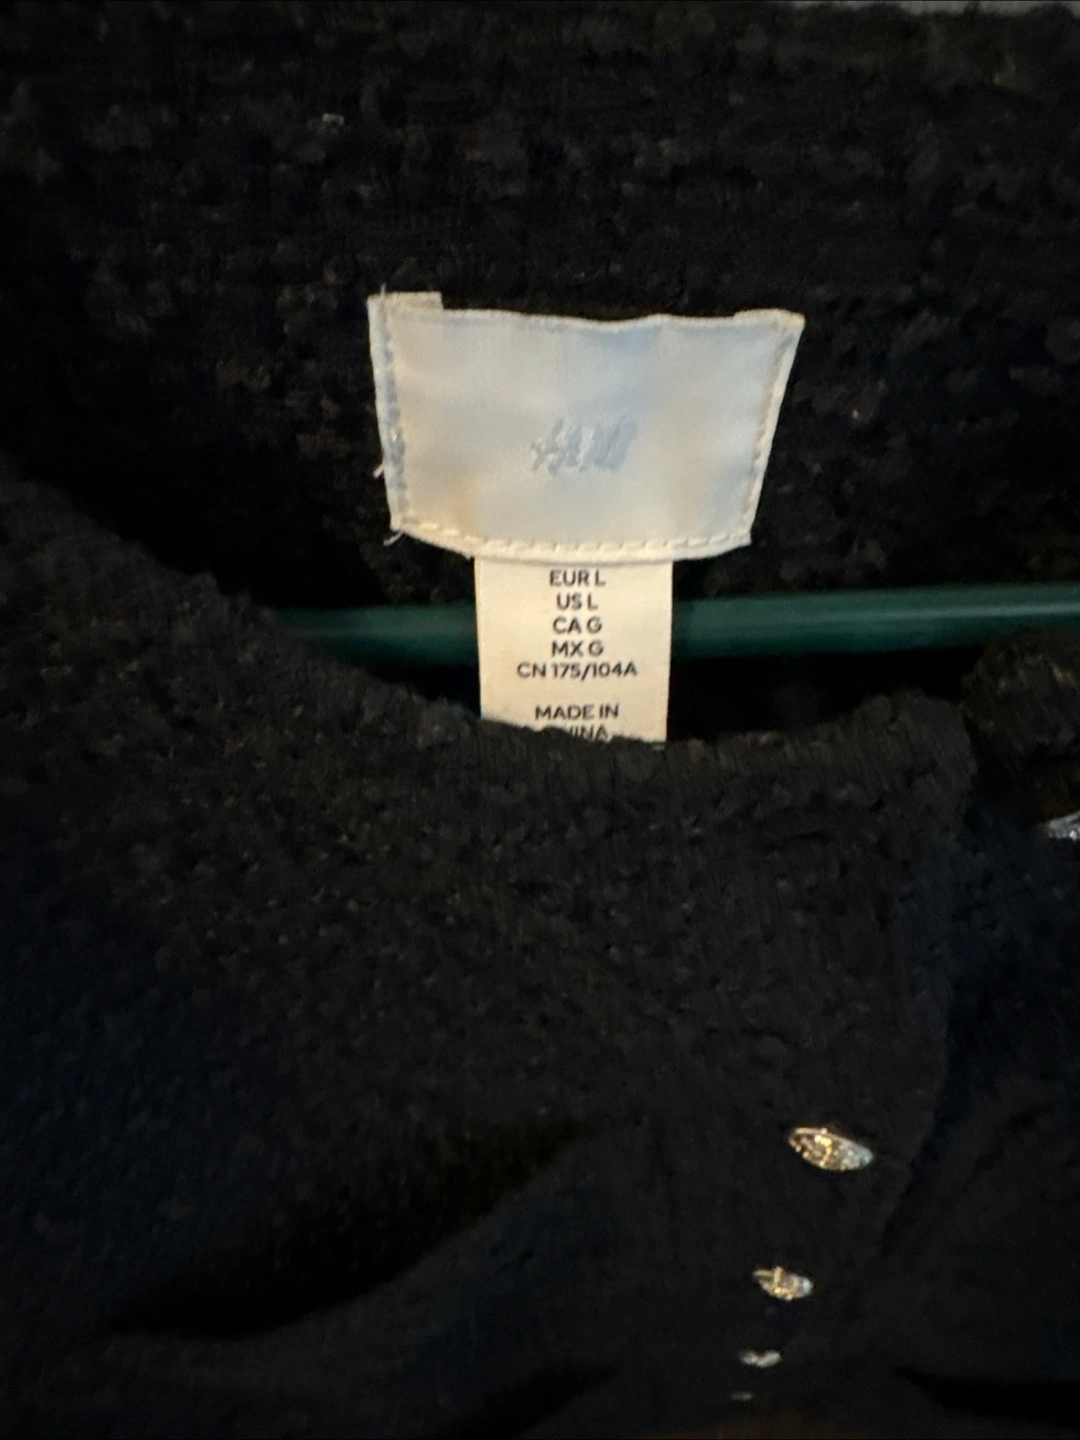 H&M
EUR L
US L
CA G
MX G
CN 175/104A
MADE IN